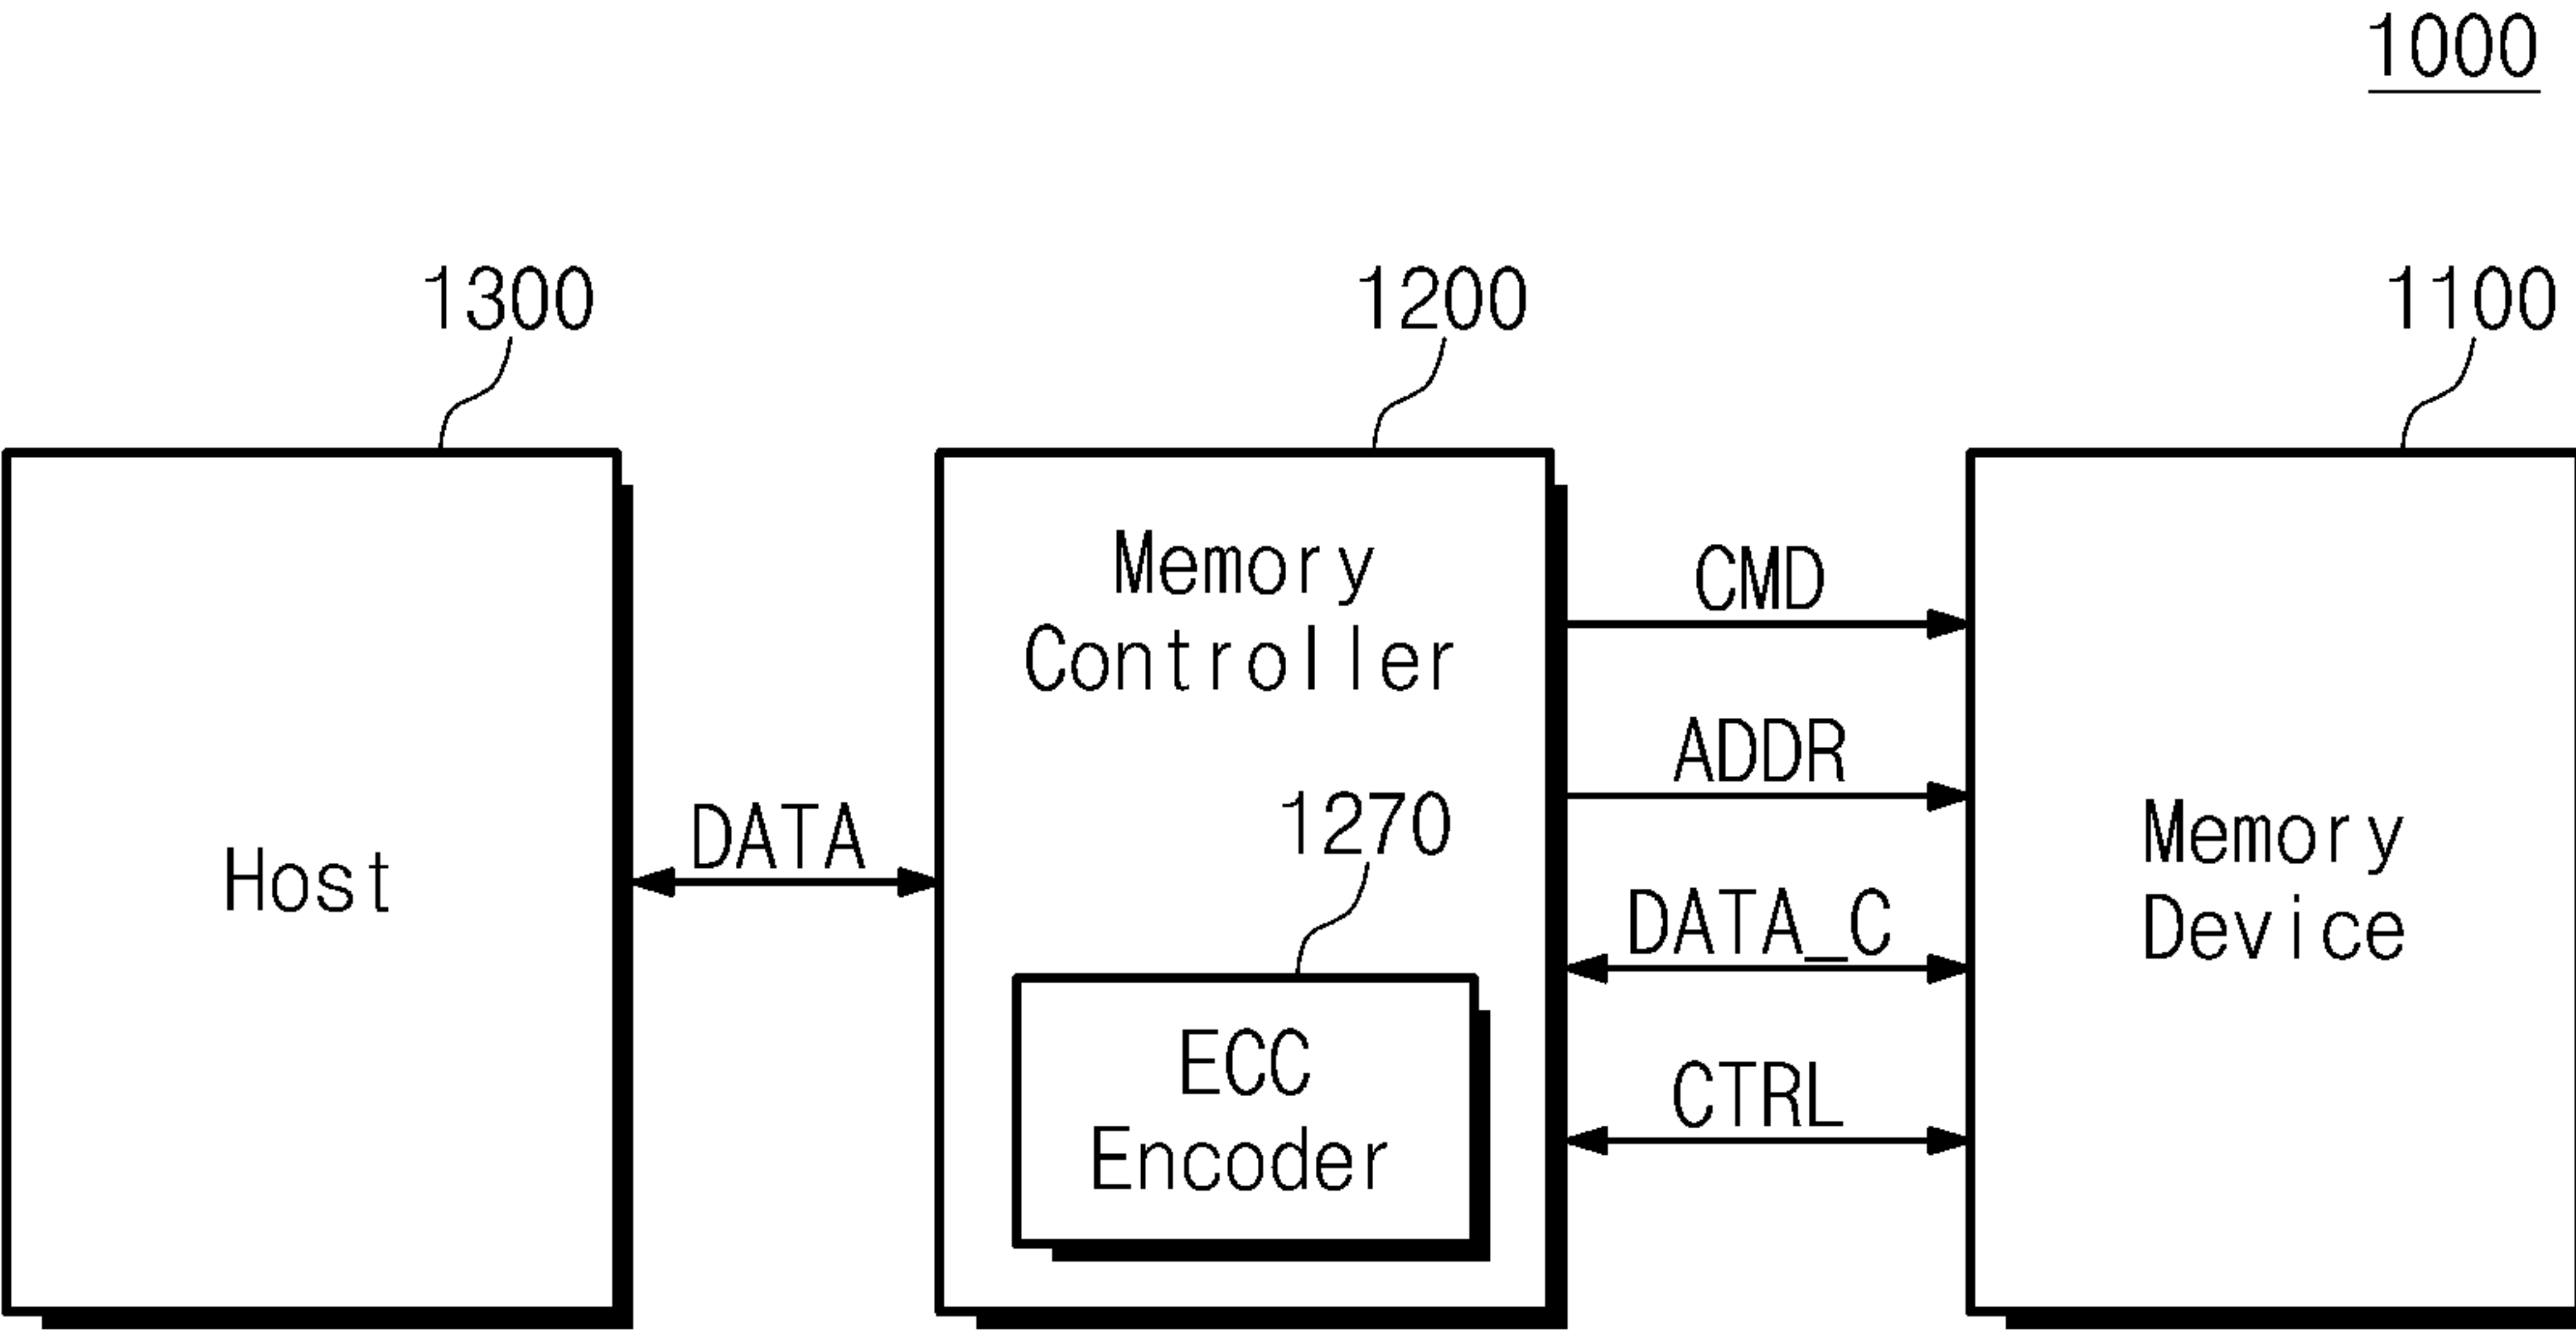 1000
1300
1200
1100
Memory
Controller
CMD
ADDR
1270
DATA
Host
Memory
Device
DATA_C
ECC
Encoder
CTRL